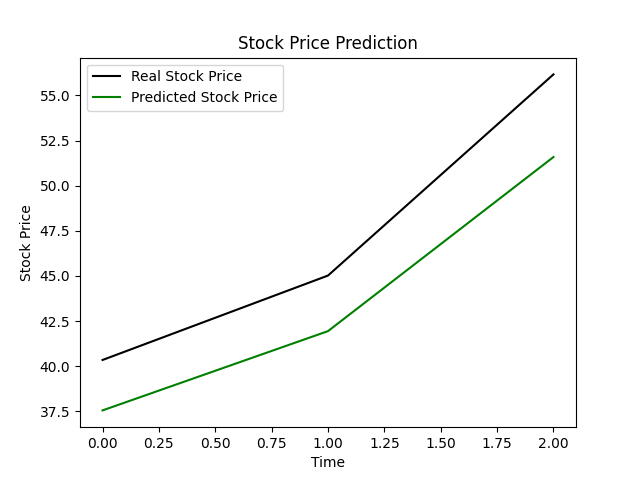 Stock Price Prediction
Real Stock Price
Predicted Stock Price
55.0
52.5
50.0
47.5
45.0
42.5
40.0
37.5
Stock Price
0.00 0.25 0.50 0.75 1.00 1.25 1.50 1.75 2.00
Time